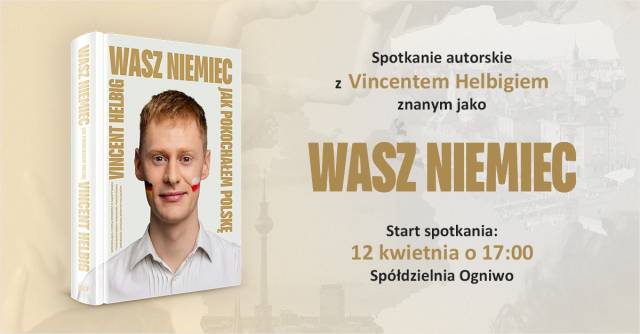 WASZ NIEMIEC
VINCENT HELBIG
JAK POKOCHAŁEM POLSKĘ
WASZ NIEMIEC
VINCENT HELBIG
Spotkanie autorskie
z Vincentem Helbigiem
znanym jako
WASZ NIEMIEC
Start spotkania:
12 kwietnia o 17:00
Spółdzielnia Ogniwo